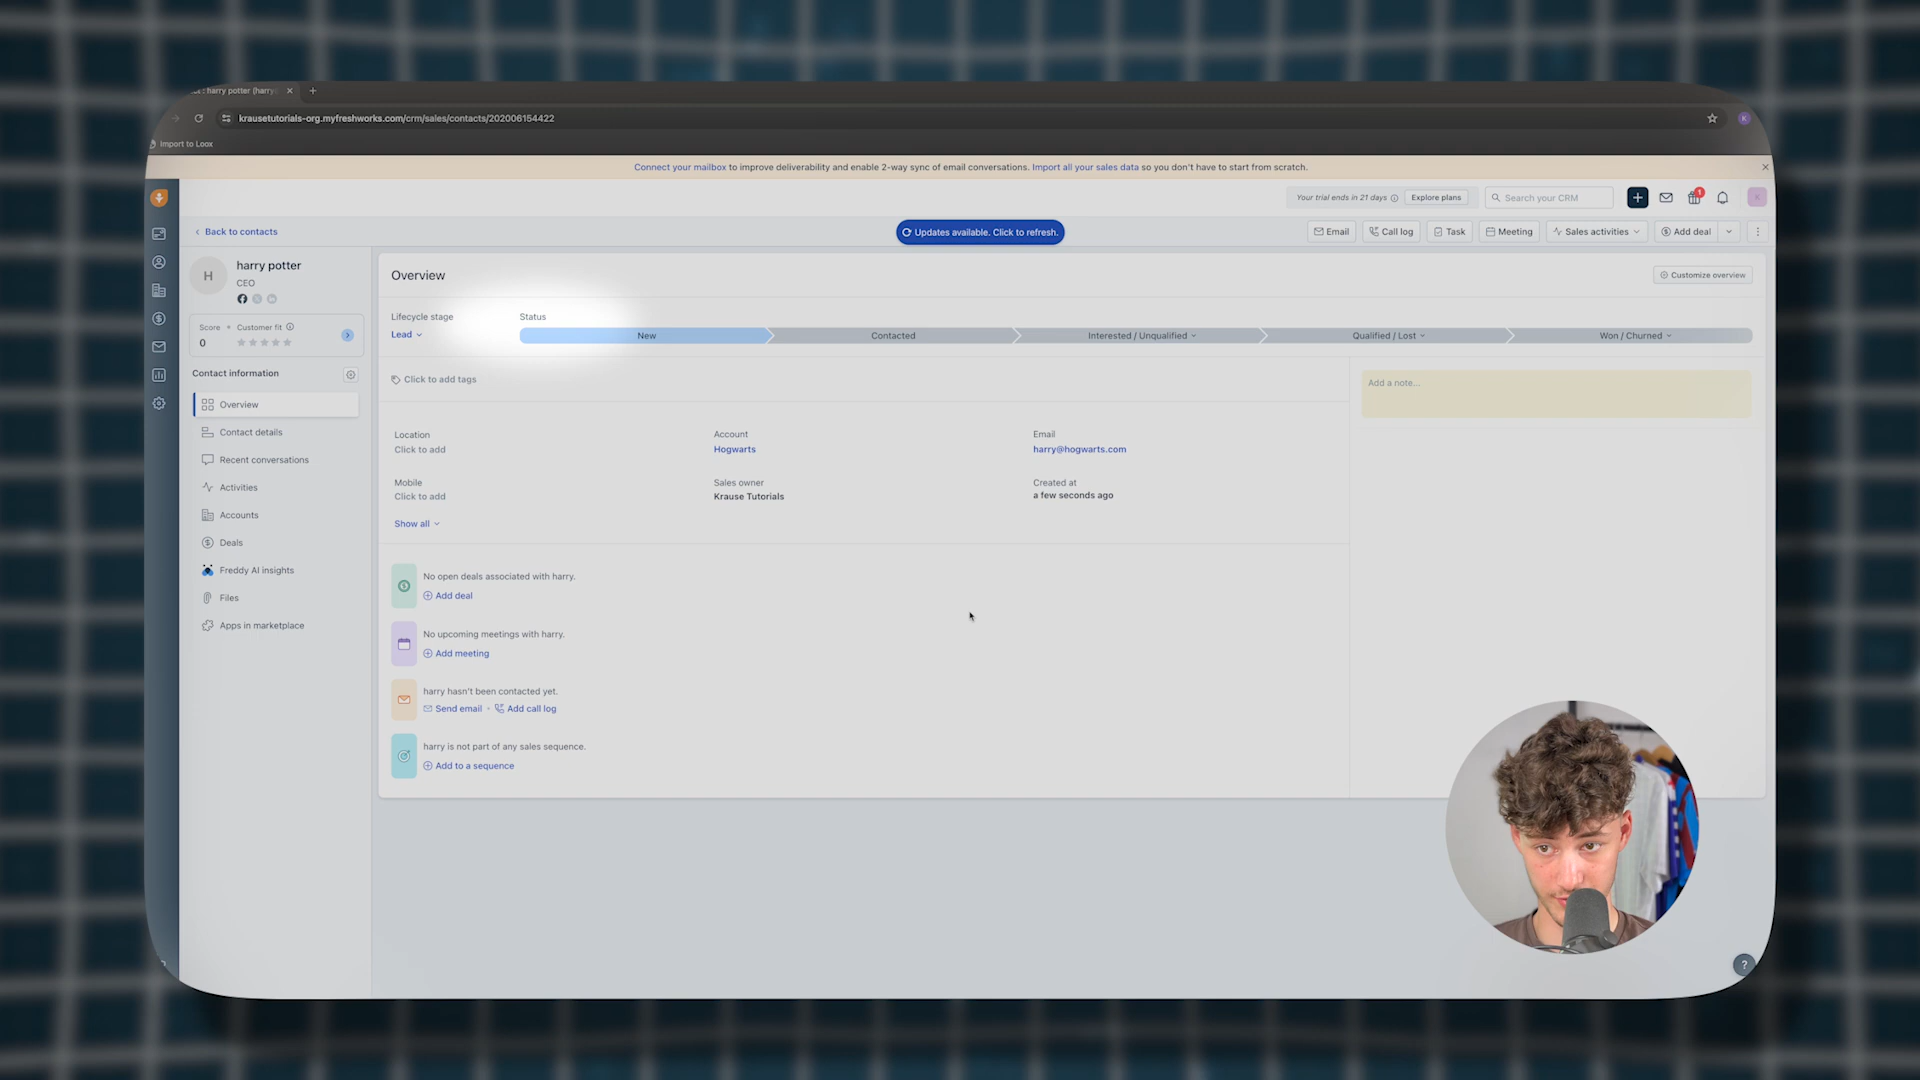 harry potter (harry
krausetutorials-org.myfreshworks.com/crm/sales/contacts/202006154422
K
Import to Loox
Connect your mailbox to improve deliverability and enable 2-way sync of email conversations. Import all your sales data so you don't have to start from scratch.
Your trial ends in 21 days
Explore plans
Search your CRM
1
K
Back to contacts
Updates available. Click to refresh.
Email
Call log
Task
Meeting
Sales activities
Add deal
H
harry potter
CEO
Score
Customer fit
0
Contact information
Overview
Contact details
Recent conversations
Activities
Accounts
Deals
Freddy AI insights
Files
Apps in marketplace
Overview
Customize overview
Lifecycle stage
Lead
Status
New
Contacted
Interested / Unqualified
Qualified / Lost
Won / Churned
Click to add tags
Add a note...
Location
Click to add
Account
Hogwarts
Email
harry@hogwarts.com
Mobile
Click to add
Sales owner
Krause Tutorials
Created at
a few seconds ago
Show all
No open deals associated with harry.
Add deal
No upcoming meetings with harry.
Add meeting
harry hasn't been contacted yet.
Send email
Add call log
harry is not part of any sales sequence.
Add to a sequence
?